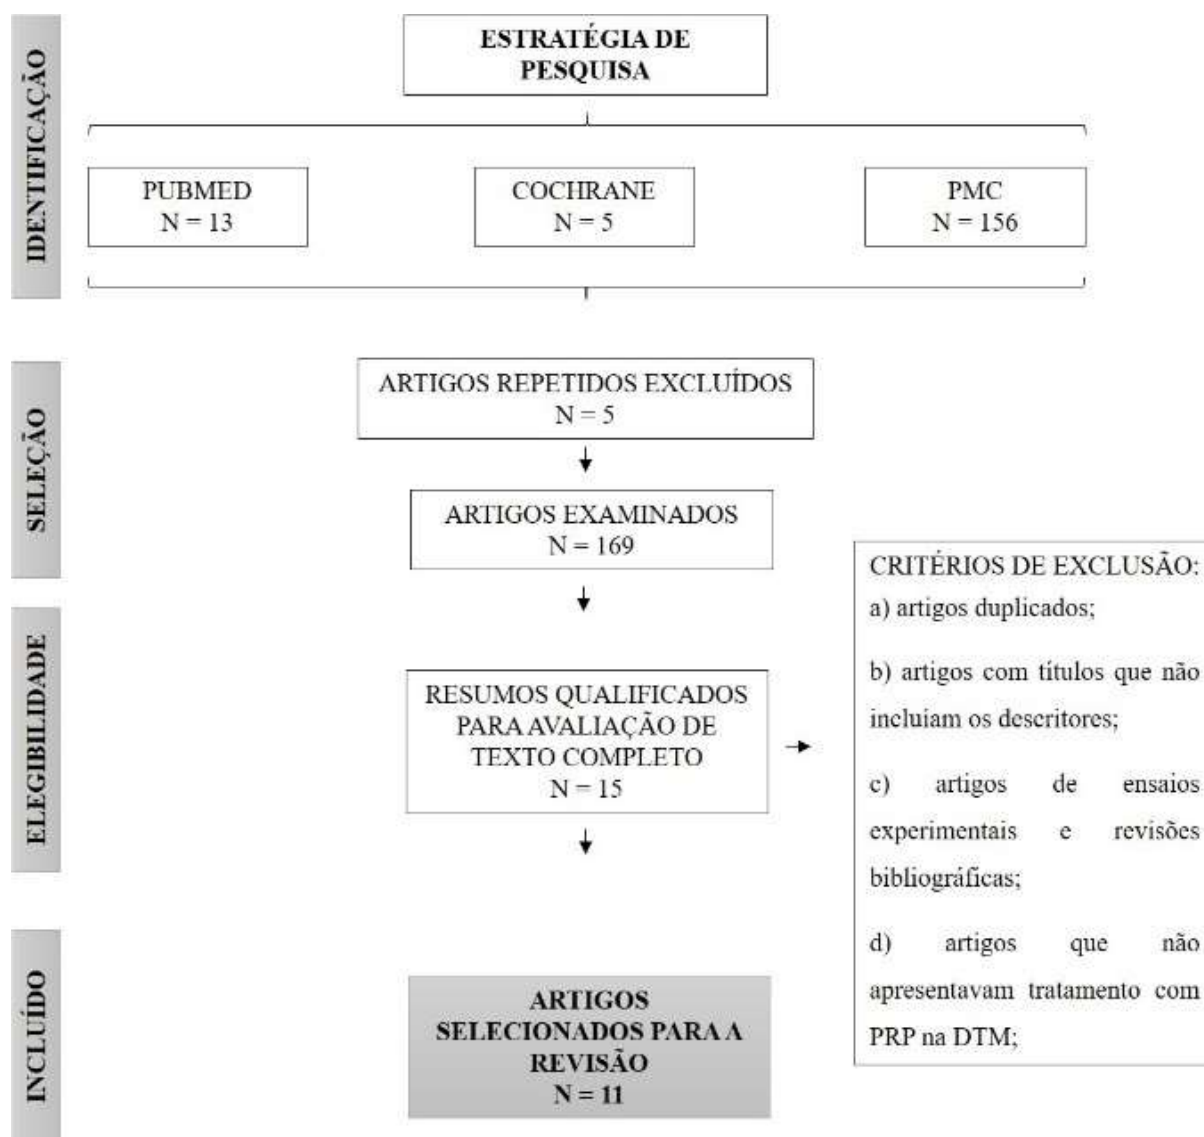 IDENTIFICAÇÃO
ESTRATÉGIA DE
PESQUISA
PUBMED
N = 13
COCHRANE
N = 5
PMC
N = 156
SELEÇÃO
ARTIGOS REPETIDOS EXCLUÍDOS
N = 5
ARTIGOS EXAMINADOS
N = 169
ELEGIBILIDADE
RESUMOS QUALIFICADOS
PARA AVALIAÇÃO DE
TEXTO COMPLETO
N = 15
CRITÉRIOS DE EXCLUSÃO:
a) artigos duplicados;
b) artigos com títulos que não
incluíam os descritores;
c) artigos de ensaios
experimentais e revisões
bibliográficas;
d) artigos que não
apresentavam tratamento com
PRP na DTM;
INCLUÍDO
ARTIGOS
SELECIONADOS PARA A
REVISÃO
N = 11